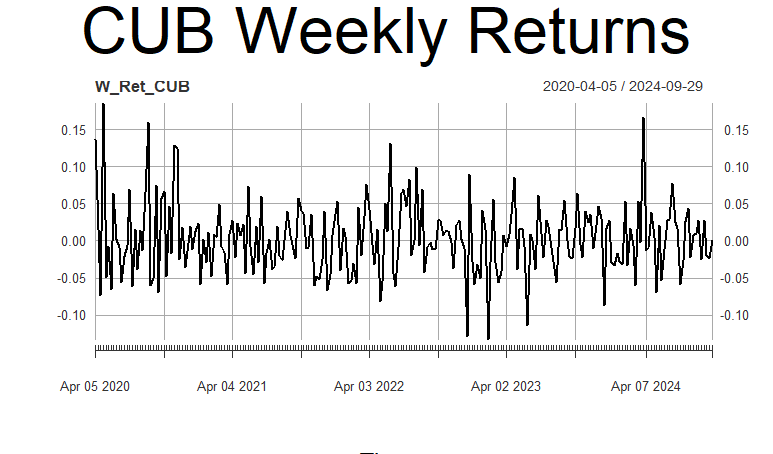 CUB Weekly Returns
W_Ret_CUB 2020-04-05 / 2024-09-29
0.15 0.15
0.10 0.10
0.05 0.05
0.00 0.00
-0.05 -0.05
-0.10 -0.10
Apr 05 2020 Apr 04 2021 Apr 03 2022 Apr 02 2023 Apr 07 2024